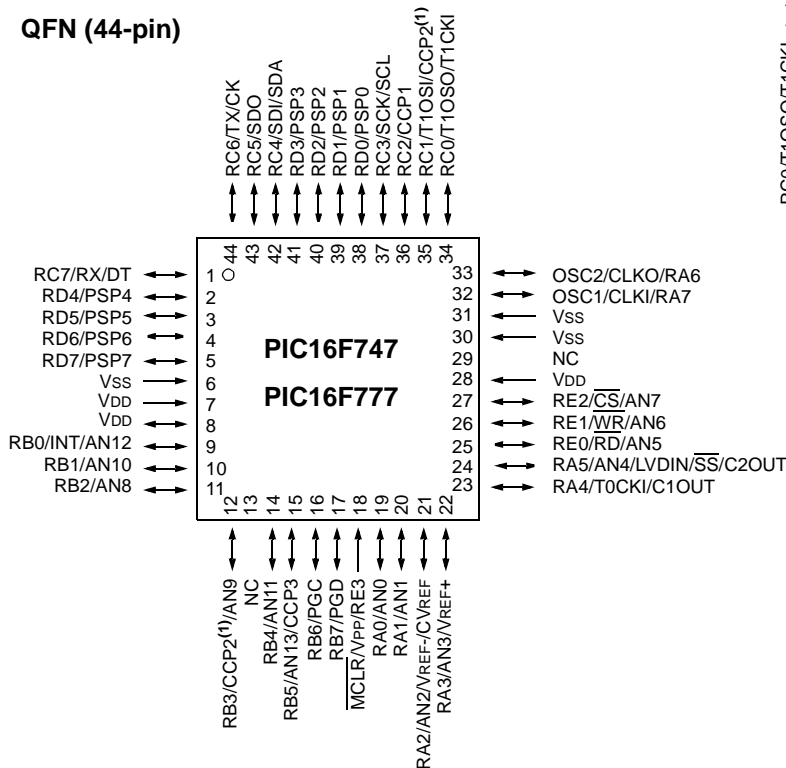 QFN (44-pin)
RC6/TX/CK
RC5/SDO
RC4/SDI/SDA
RD3/PSP3
RD2/PSP2
RD1/PSP1
RD0/PSP0
RC3/SCK/SCL
RC2/CCP1
RC1/T1OSI/CCP2(1)
RC0/T1OSO/T1CKI
44 43 42 41 40 39 38 37 36 35 34
RC7/RX/DT 1
RD4/PSP4 2
RD5/PSP5 3
RD6/PSP6 4
RD7/PSP7 5
VSS 6
VDD 7
VDD 8
RB0/INT/AN12 9
RB1/AN10 10
RB2/AN8 11
PIC16F747
PIC16F777
33 OSC2/CLKO/RA6
32 OSC1/CLKI/RA7
31 VSS
30 VSS
29 NC
28 VDD
27 RE2/CS/AN7
26 RE1/WR/AN6
25 RE0/RD/AN5
24 RA5/AN4/LVDIN/SS/C2OUT
23 RA4/T0CKI/C1OUT
12 13 14 15 16 17 18 19 20 21 22
RB3/CCP2(1)/AN9
NC
RB4/AN11
RB5/AN13/CCP3
RB6/PGC
RB7/PGD
MCLR/VPP/RE3
RA0/AN0
RA1/AN1
RA2/AN2/VREF-/CVREF
RA3/AN3/VREF+